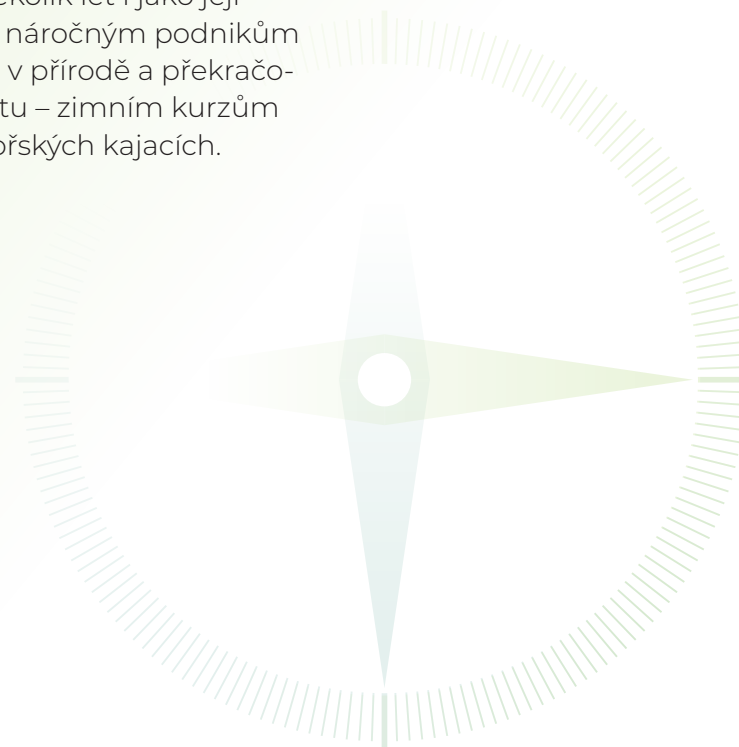 let i jako její
náročným podnikům
v přírodě a překračo-
tu – zimním kurzům
ořských kajacích.